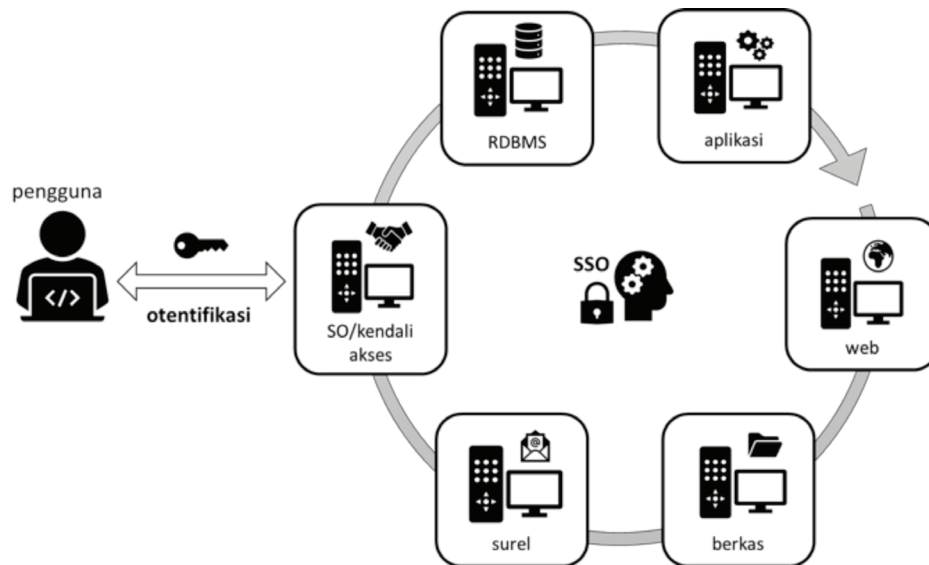 RDBMS
aplikasi
pengguna
</>
otentifikasi
SO/kendali
akses
SSO
web
@
surel
berkas